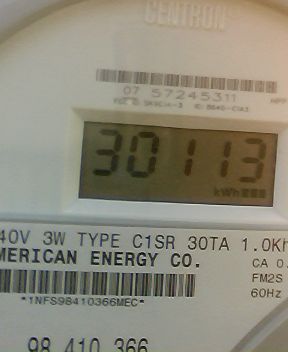 CENTRON
07 57245311
30113
kWh
40V 3W TYPE C1SR 30TA 1.0Kh
MERICAN ENERGY CO.
CA 0.
FM2S
60Hz
*1NFS98410366MEC*
98 410 366